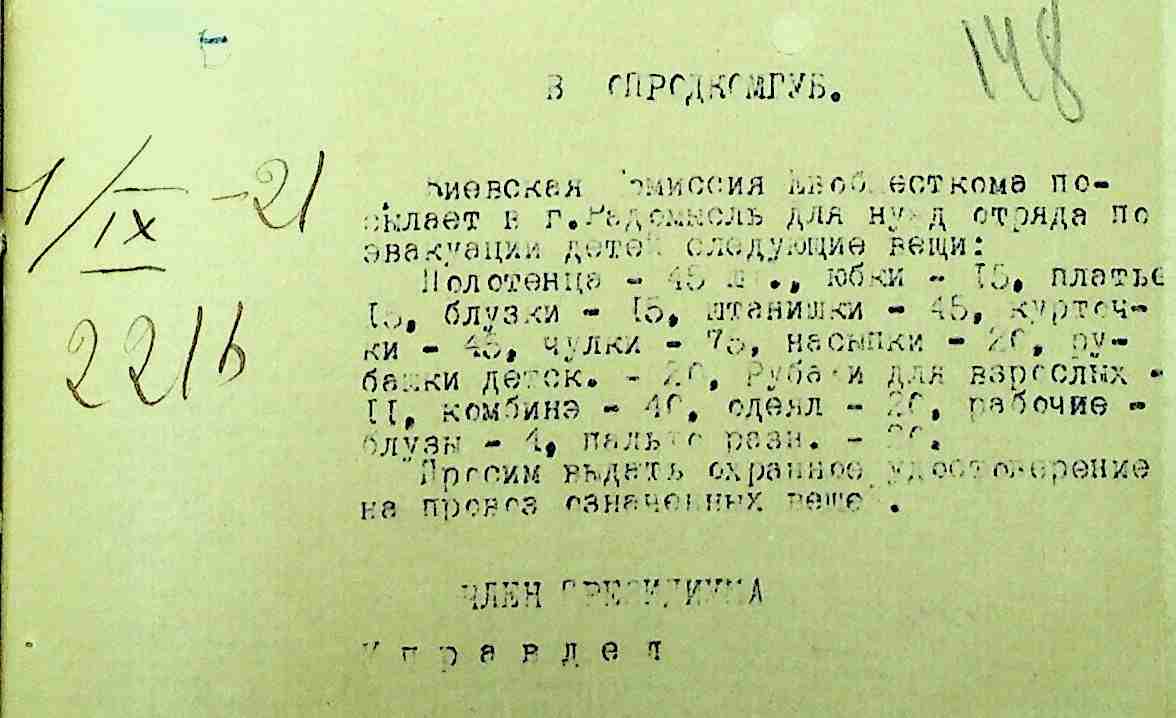 148
В ОПРОДКОМГУБ.
1/IX -21
2216
Киевская Комиссия Евобщесткома по-
сылает в г.Радомысль для нужд отряда по
эвакуации детей следующие вещи:
Полотенца - 45 шт., юбки - 15, платье
15, блузки - 15, штанишки - 45, курточ-
ки - 45, чулки - 75, насыпки - 20, ру-
башки детск. - 20, Рубахи для взрослых -
II, комбинэ - 40, одеял - 20, рабочие -
блузы - 4, пальто разн. - 20.
Просим выдать охранное удостоверение
на провоз означенных вещей.
ЧЛЕН ПРЕЗИДИУМА
Управдел